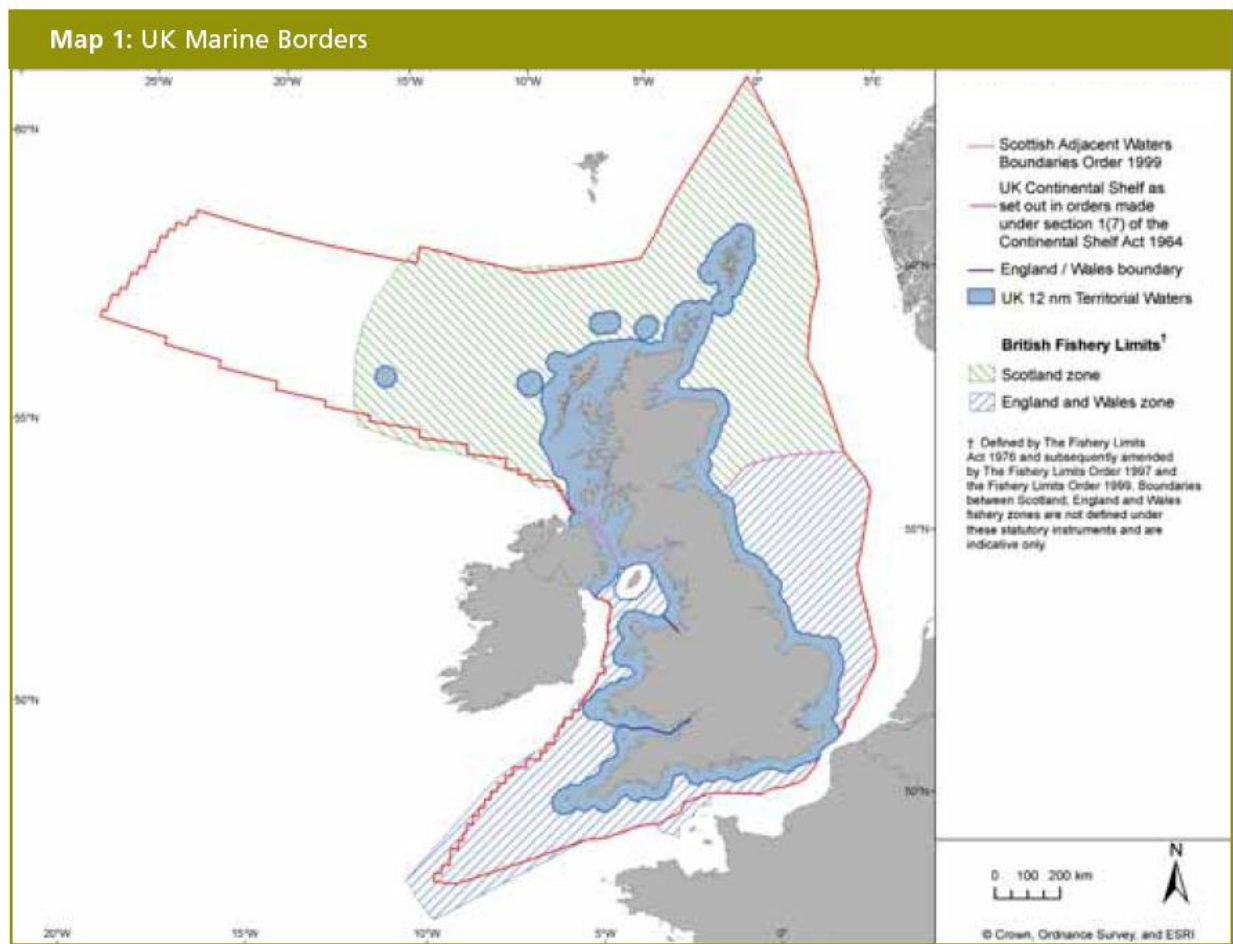 Map 1: UK Marine Borders
25°W 20°W 15°W 10°W 5°W 0° 5°E
60°N
55°N
50°N
60°N
55°N
50°N
20°W 15°W 10°W 5°W 0°
Scottish Adjacent Waters
Boundaries Order 1999
UK Continental Shelf as
set out in orders made
under section 1(7) of the
Continental Shelf Act 1964
England / Wales boundary
UK 12 nm Territorial Waters
British Fishery Limits†
Scotland zone
England and Wales zone
† Defined by The Fishery Limits
Act 1976 and subsequently amended
by The Fishery Limits Order 1997 and
the Fishery Limits Order 1999. Boundaries
between Scotland, England and Wales
fishery zones are not defined under
these statutory instruments and are
indicative only
N
0 100 200 km
© Crown, Ordnance Survey, and ESRI